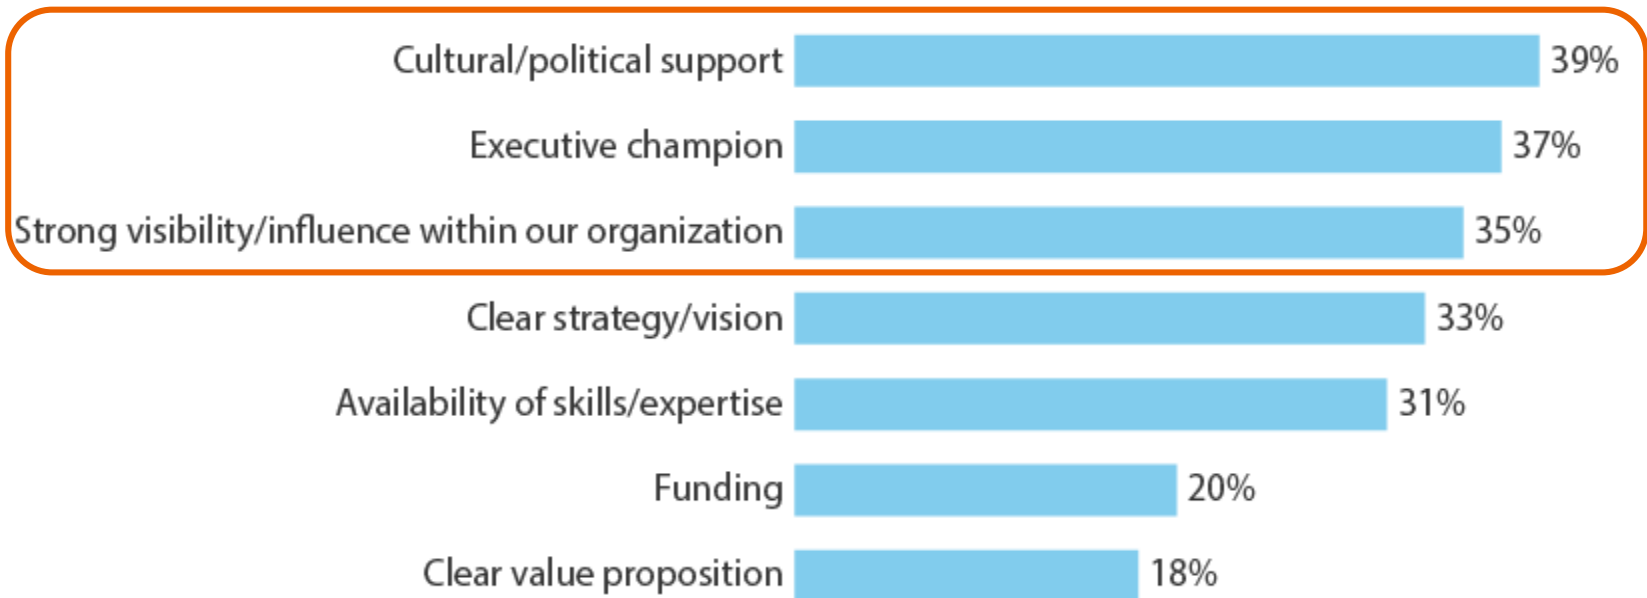 Cultural/political support 39%
Executive champion 37%
Strong visibility/influence within our organization 35%
Clear strategy/vision 33%
Availability of skills/expertise 31%
Funding 20%
Clear value proposition 18%